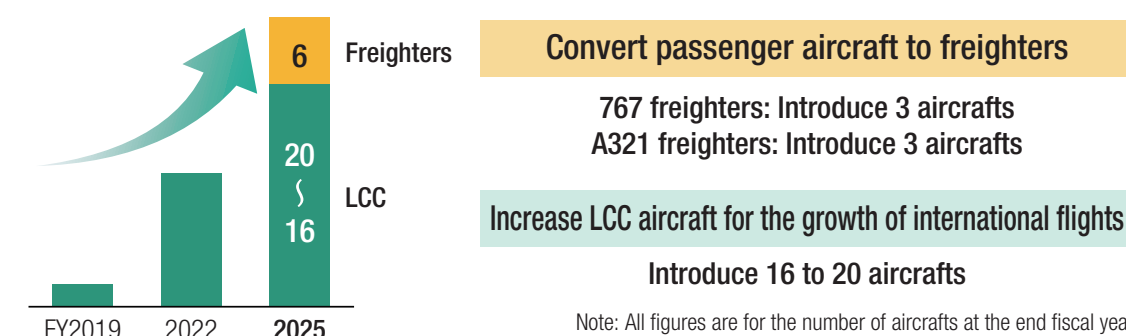 6
Freighters
20
〜
16
LCC
FY2019
2022
2025
Convert passenger aircraft to freighters
767 freighters: Introduce 3 aircrafts
A321 freighters: Introduce 3 aircrafts
Increase LCC aircraft for the growth of international flights
Introduce 16 to 20 aircrafts
Note: All figures are for the number of aircrafts at the end fiscal yea